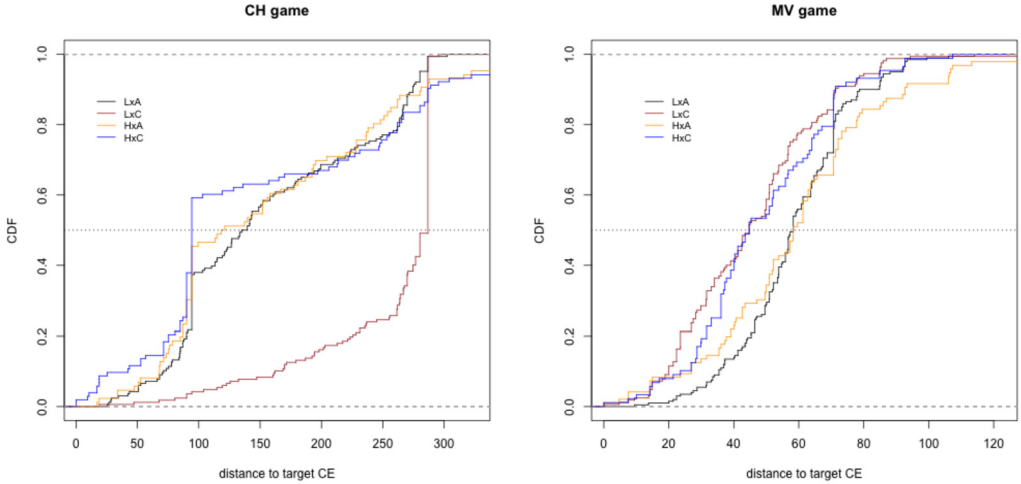 CH game
MV game
CDF
1.0
0.8
0.6
0.4
0.2
0.0
LxA
LxC
HxA
HxC
0 50 100 150 200 250 300
distance to target CE
CDF
1.0
0.8
0.6
0.4
0.2
0.0
LxA
LxC
HxA
HxC
0 20 40 60 80 100 120
distance to target CE